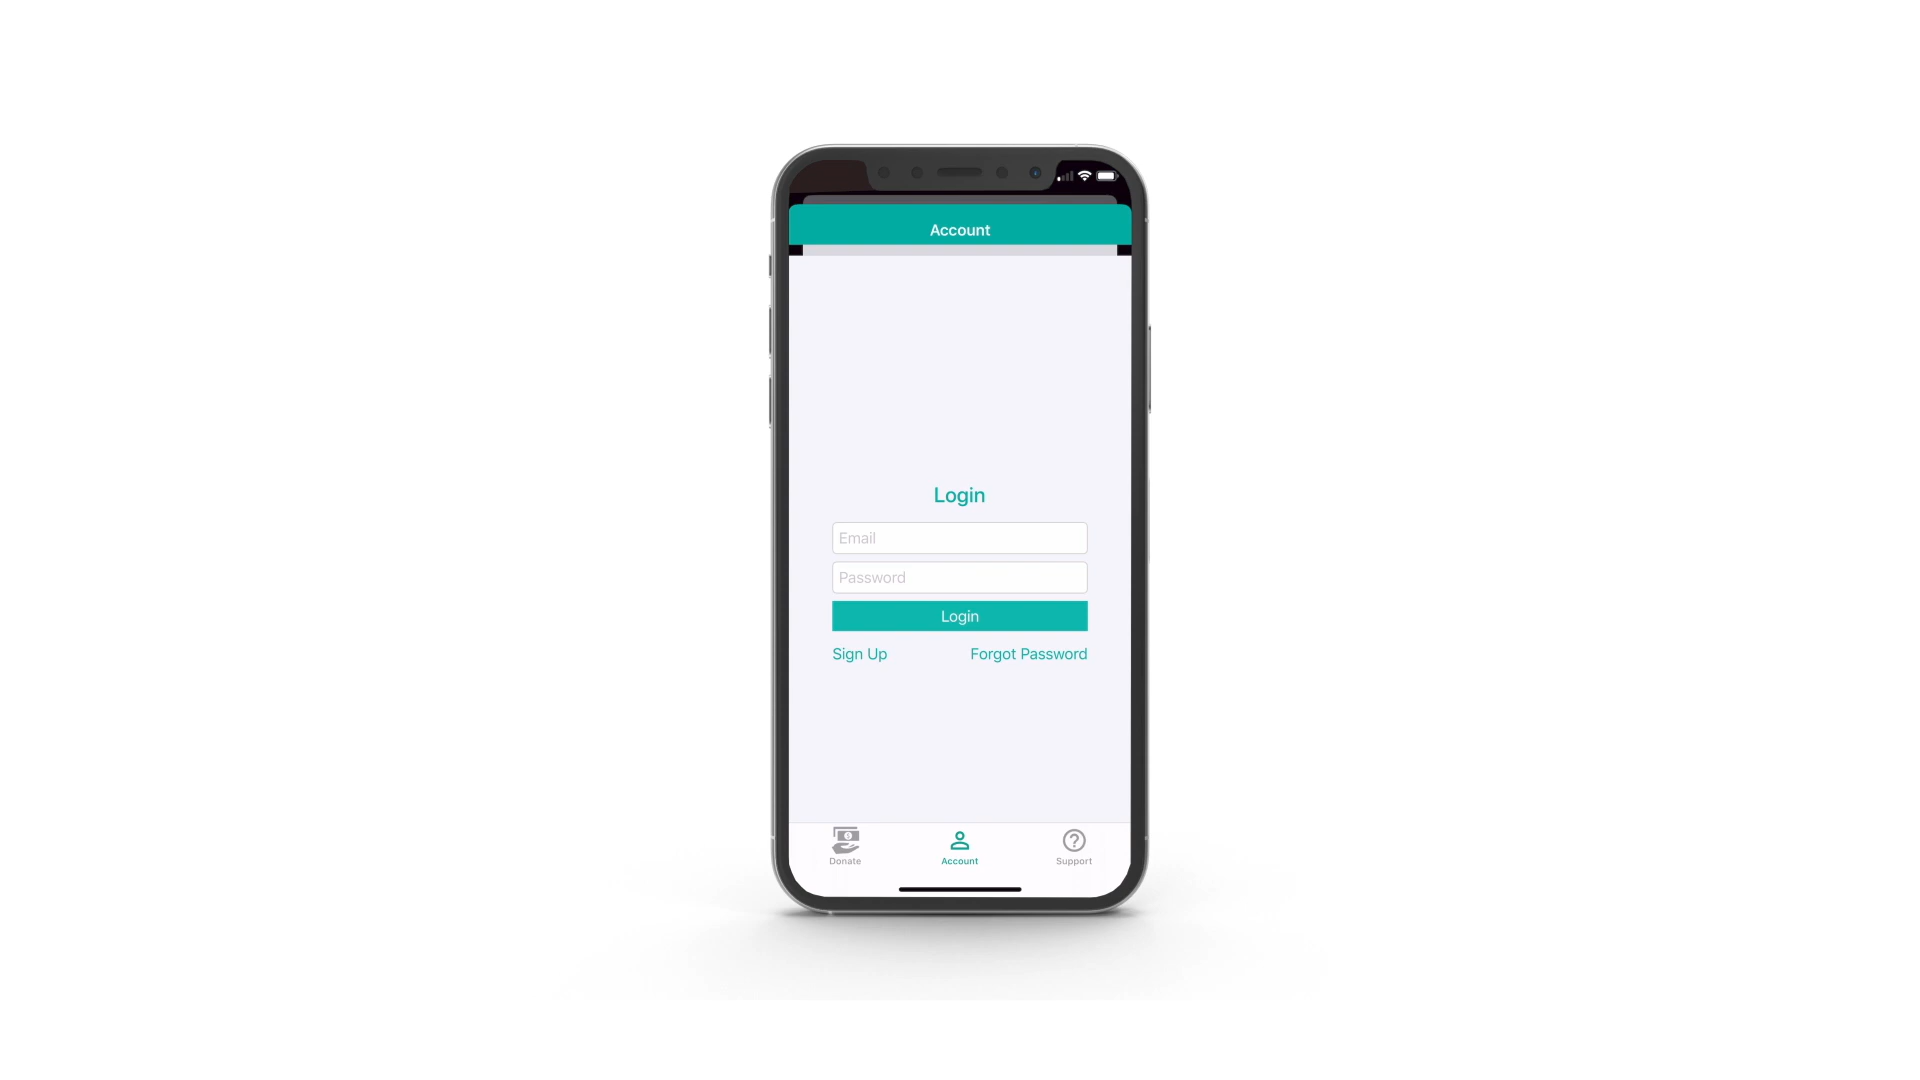 Account
Login
Email
Password
Login
Sign Up Forgot Password
Donate Account Support